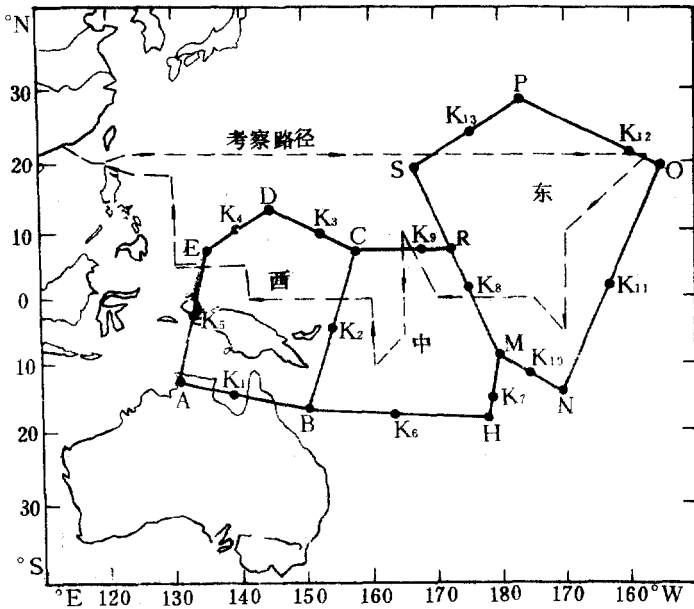 °N
30
20
10
0
10
20
30
°S
°E 120 130 140 150 160 170 180 170 160°W
考察路径
P
K13
K12
S
O
东
D
K4
K3
E
C
K9
R
西
K8
K11
K5
K2
中
M
K10
A
K1
K7
N
B
K6
H